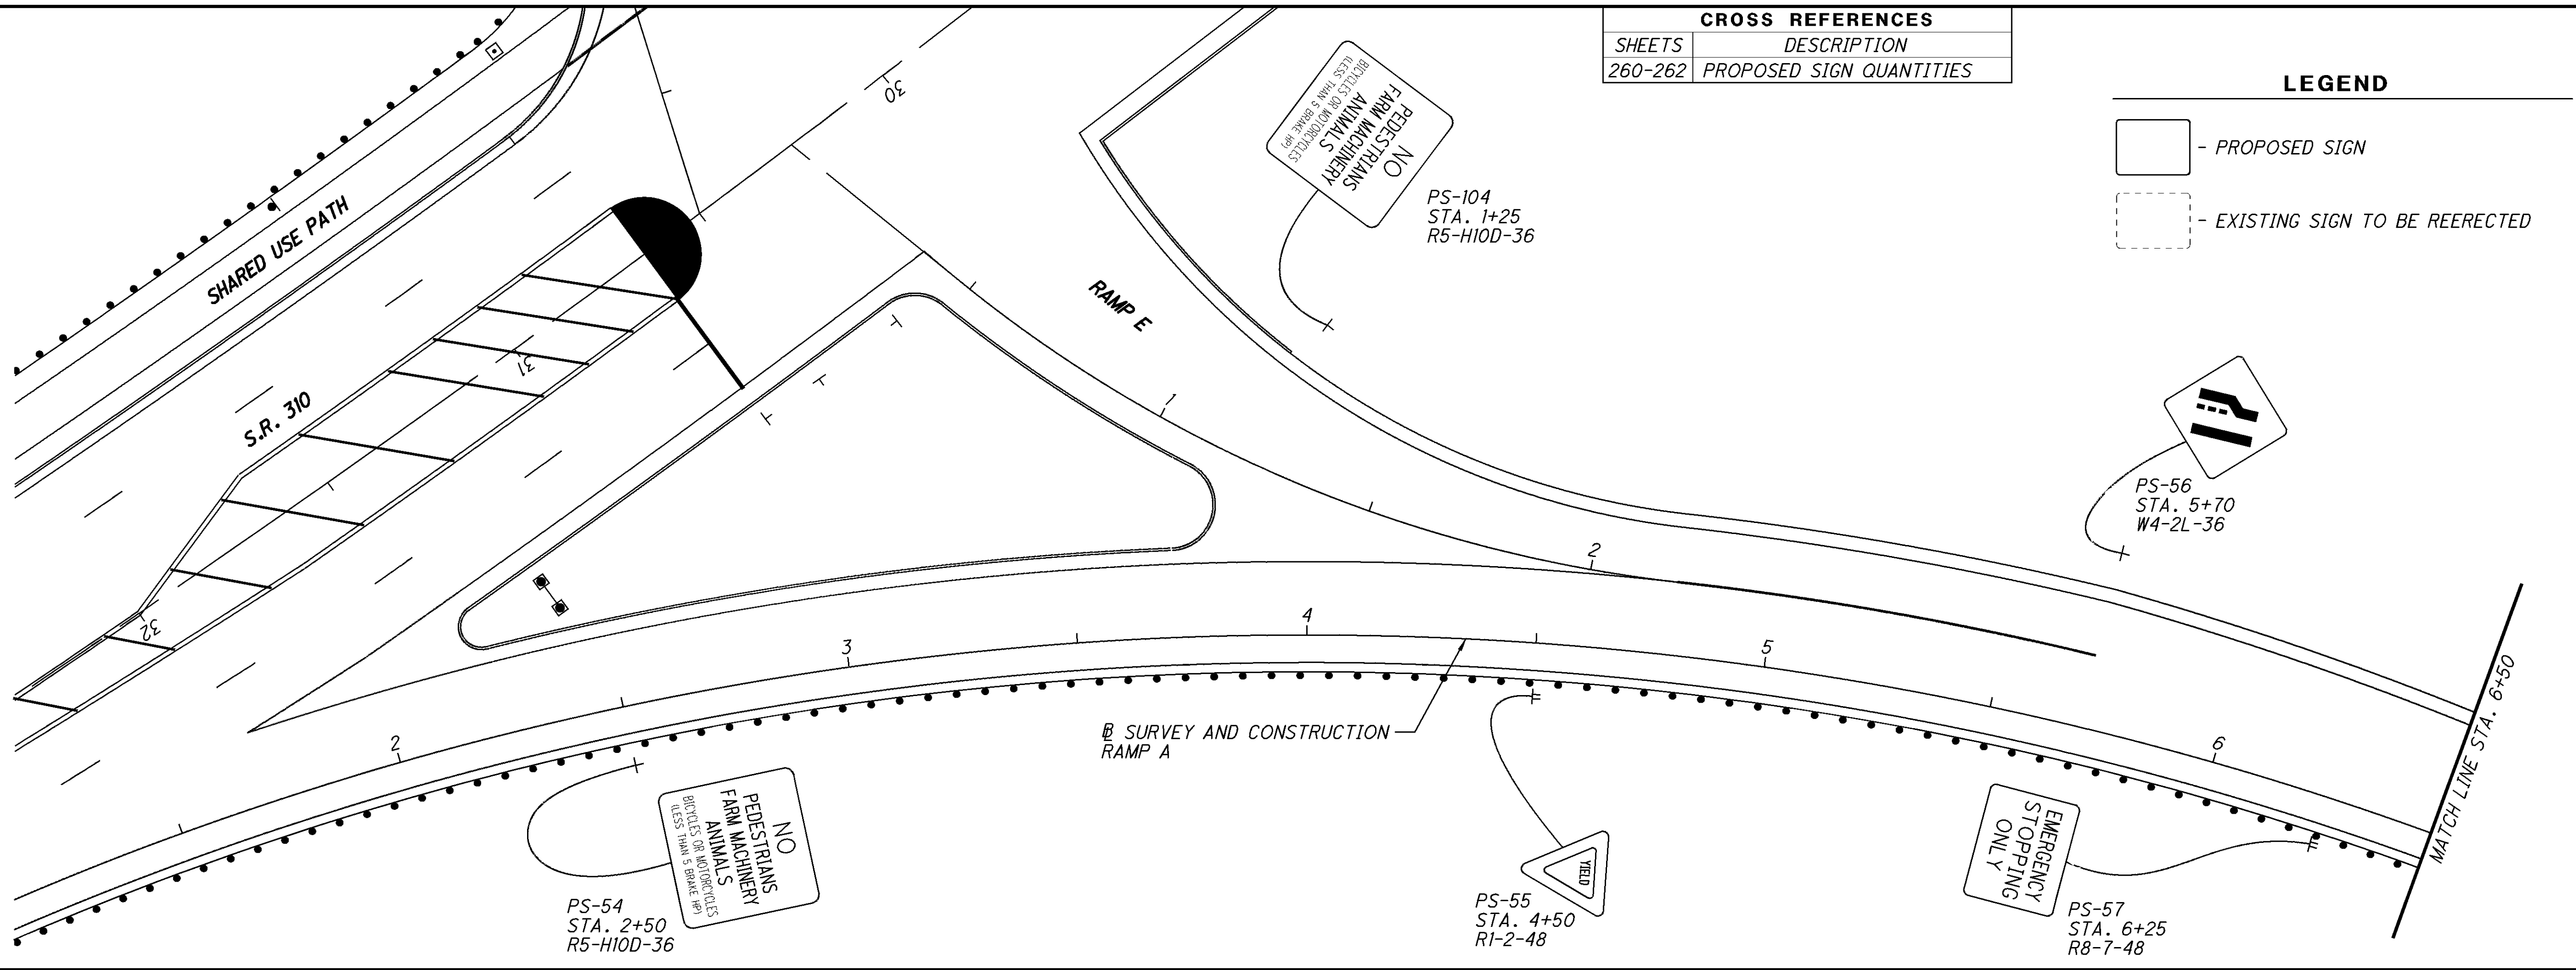 CROSS REFERENCES
SHEETS DESCRIPTION
260-262 PROPOSED SIGN QUANTITIES
LEGEND
- PROPOSED SIGN
- EXISTING SIGN TO BE REERECTED
30
NO
PEDESTRIANS
FARM MACHINERY
ANIMALS
BICYCLES OR MOTORCYCLES
(LESS THAN 5 BRAKE HP)
PS-104
STA. 1+25
R5-H10D-36
SHARED USE PATH
RAMP E
31
S.R. 310
1
PS-56
STA. 5+70
W4-2L-36
2
32
4
3
5
2
6
MATCH LINE STA. 6+50
℄ SURVEY AND CONSTRUCTION
RAMP A
NO
PEDESTRIANS
FARM MACHINERY
ANIMALS
BICYCLES OR MOTORCYCLES
(LESS THAN 5 BRAKE HP)
PS-54
STA. 2+50
R5-H10D-36
YIELD
PS-55
STA. 4+50
R1-2-48
EMERGENCY
STOPPING
ONLY
PS-57
STA. 6+25
R8-7-48